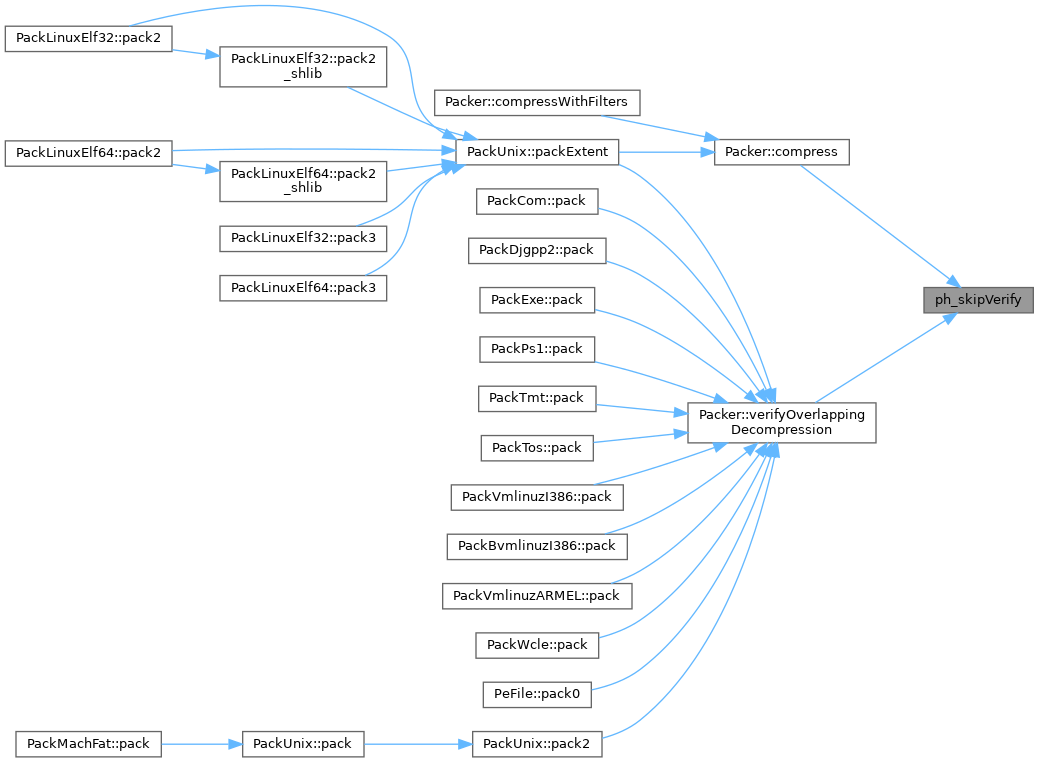 PackLinuxElf32::pack2
PackLinuxElf32::pack2
_shlib
Packer::compressWithFilters
PackLinuxElf64::pack2
PackUnix::packExtent
Packer::compress
PackLinuxElf64::pack2
_shlib
PackCom::pack
PackLinuxElf32::pack3
PackDjgpp2::pack
PackLinuxElf64::pack3
PackExe::pack
ph_skipVerify
PackPs1::pack
PackTmt::pack
Packer::verifyOverlapping
Decompression
PackTos::pack
PackVmlinuzI386::pack
PackBvmlinuzI386::pack
PackVmlinuzARMEL::pack
PackWcle::pack
PeFile::pack0
PackMachFat::pack
PackUnix::pack
PackUnix::pack2